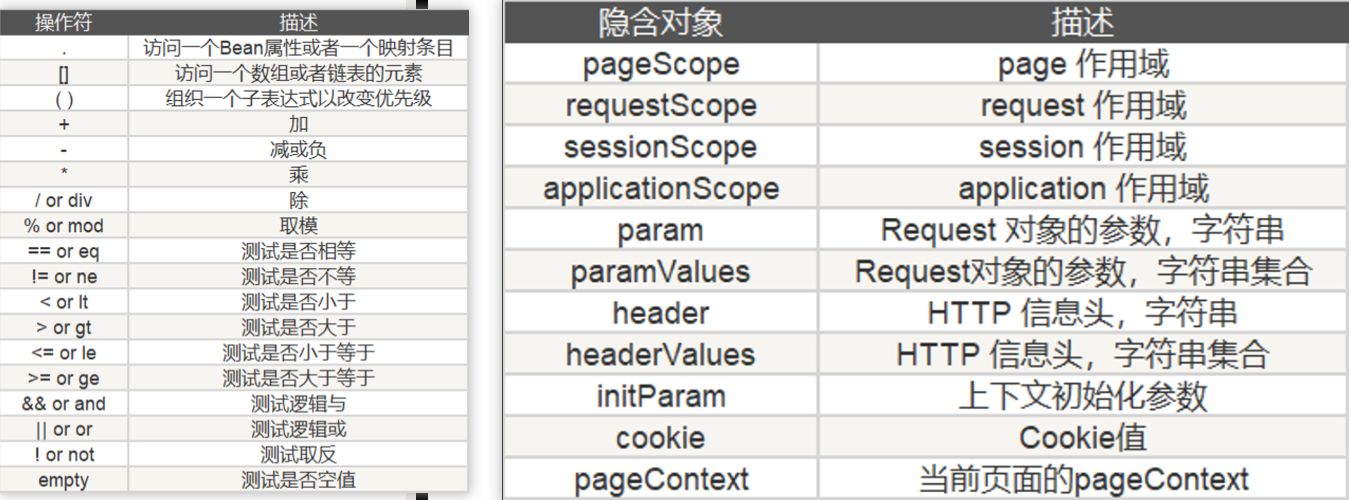 操作符 描述
. 访问一个Bean属性或者一个映射条目
[] 访问一个数组或者链表的元素
( ) 组织一个子表达式以改变优先级
+ 加
- 减或负
* 乘
/ or div 除
% or mod 取模
== or eq 测试是否相等
!= or ne 测试是否不等
< or lt 测试是否小于
> or gt 测试是否大于
<= or le 测试是否小于等于
>= or ge 测试是否大于等于
&& or and 测试逻辑与
|| or or 测试逻辑或
! or not 测试取反
empty 测试是否空值
隐含对象 描述
pageScope page 作用域
requestScope request 作用域
sessionScope session 作用域
applicationScope application 作用域
param Request 对象的参数，字符串
paramValues Request对象的参数，字符串集合
header HTTP 信息头，字符串
headerValues HTTP 信息头，字符串集合
initParam 上下文初始化参数
cookie Cookie值
pageContext 当前页面的pageContext